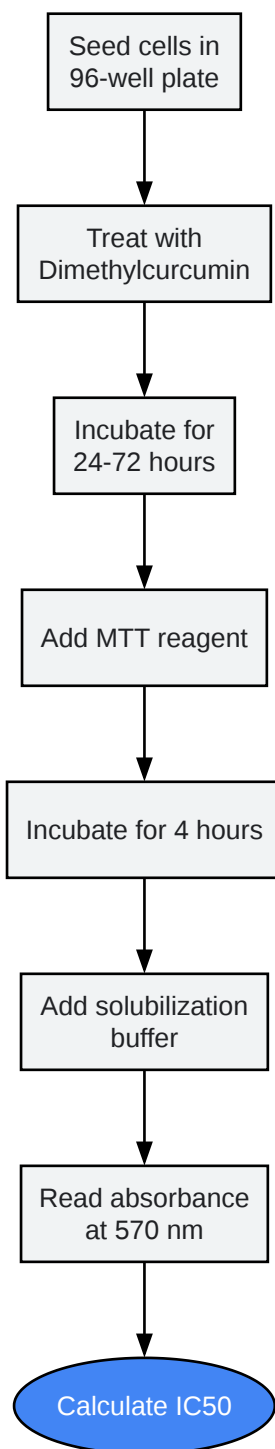 Seed cells in
96-well plate
Treat with
Dimethylcurcumin
Incubate for
24-72 hours
Add MTT reagent
Incubate for 4 hours
Add solubilization
buffer
Read absorbance
at 570 nm
Calculate IC50